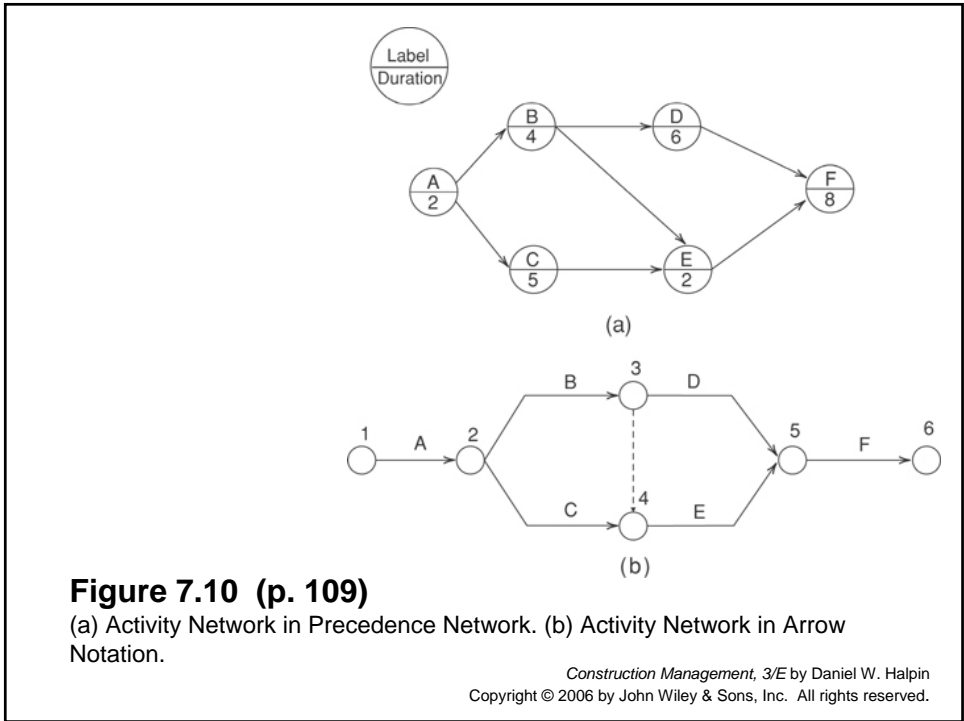 Label
Duration
B
4
D
6
A
2
F
8
C
5
E
2
(a)
3
B
D
1
A
2
5
F
6
4
C
E
(b)
Figure 7.10 (p. 109)
(a) Activity Network in Precedence Network. (b) Activity Network in Arrow
Notation.
Construction Management, 3/E by Daniel W. Halpin
Copyright © 2006 by John Wiley & Sons, Inc. All rights reserved.